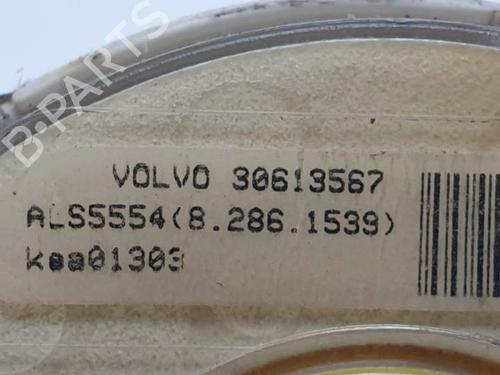 B-PARTS
VOLVO 30613567
ALS5554(8.286.1539)
kaa01303